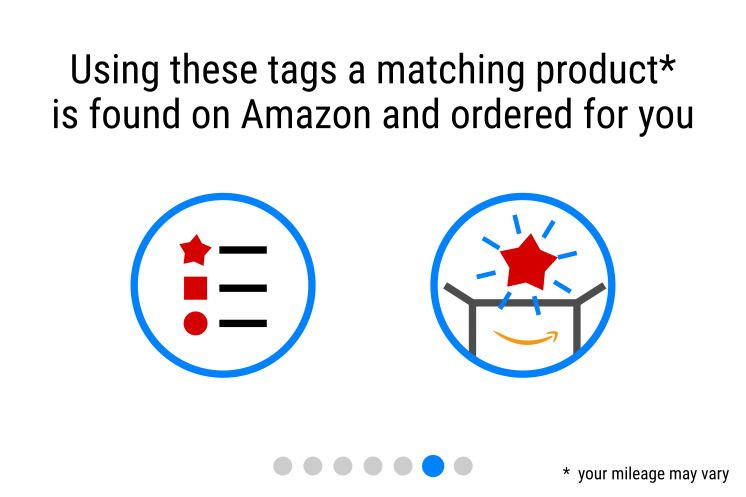 Using these tags a matching product*
is found on Amazon and ordered for you
* your mileage may vary